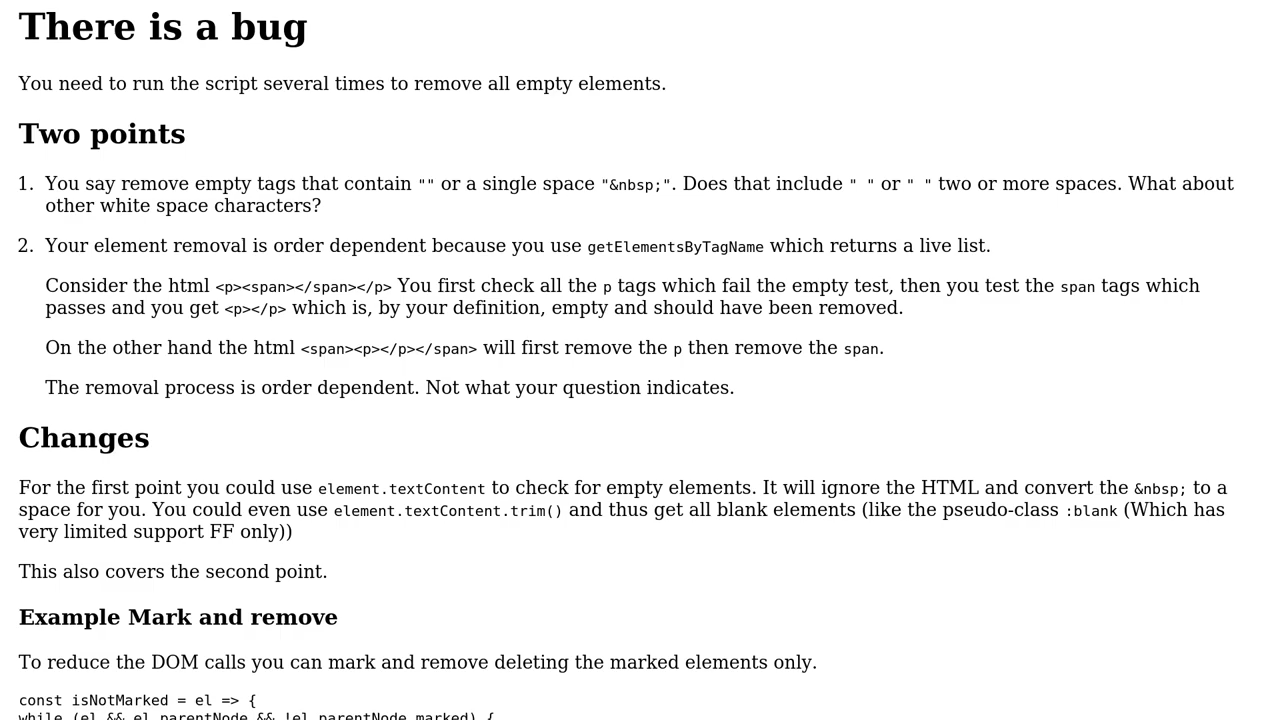 There is a bug
You need to run the script several times to remove all empty elements.
Two points
1. You say remove empty tags that contain "" or a single space "&nbsp;". Does that include " " or " " two or more spaces. What about
other white space characters?
2. Your element removal is order dependent because you use getElementsByTagName which returns a live list.
Consider the html <p><span></span></p> You first check all the p tags which fail the empty test, then you test the span tags which
passes and you get <p></p> which is, by your definition, empty and should have been removed.
On the other hand the html <span><p></p></span> will first remove the p then remove the span.
The removal process is order dependent. Not what your question indicates.
Changes
For the first point you could use element.textContent to check for empty elements. It will ignore the HTML and convert the &nbsp; to a
space for you. You could even use element.textContent.trim() and thus get all blank elements (like the pseudo-class :blank (Which has
very limited support FF only))
This also covers the second point.
Example Mark and remove
To reduce the DOM calls you can mark and remove deleting the marked elements only.
const isNotMarked = el => {
while (el && el.parentNode && !el.parentNode.marked) {